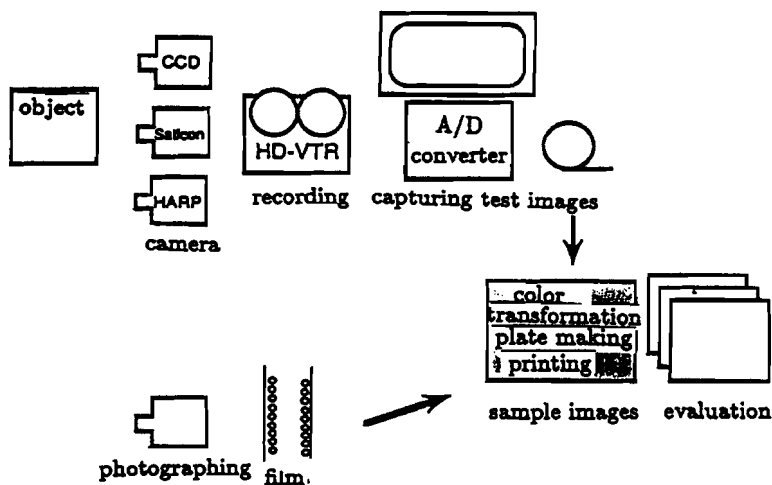 CCD
object
Saticon
HD-VTR
A/D
converter
HARP
recording
capturing test images
camera
color
transformation
plate making
printing
sample images
evaluation
photographing
film